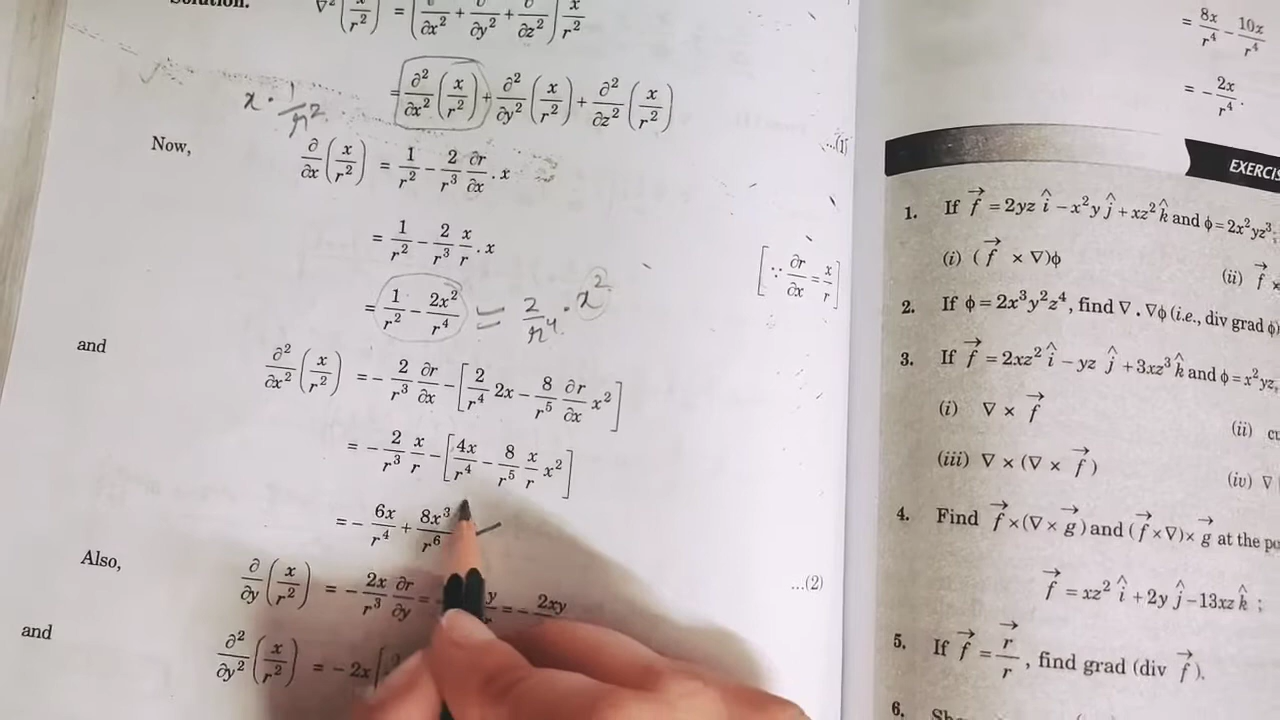 Solution. ∇² (x/r²) = (∂/∂x² + ∂/∂y² + ∂/∂z²) x/r²
= ∂²/∂x² (x/r²) + ∂²/∂y² (x/r²) + ∂²/∂z² (x/r²)
x · 1/r²
...(1)
Now, ∂/∂x (x/r²) = 1/r² − 2/r³ ∂r/∂x . x
= 1/r² − 2/r³ x/r . x
[∵ ∂r/∂x = x/r]
= 1/r² − 2x²/r⁴ = 2/r⁴ · x²
and ∂²/∂x² (x/r²) = − 2/r³ ∂r/∂x − [2/r⁴ 2x − 8/r⁵ ∂r/∂x x²]
= − 2/r³ x/r − [4x/r⁴ − 8/r⁵ x/r x²]
= − 6x/r⁴ + 8x³/r⁶
...(2)
Also, ∂/∂y (x/r²) = − 2x/r³ ∂r/∂y = y = − 2xy
and ∂²/∂y² (x/r²) = − 2x [
= 8x/r⁴ − 10x/r⁴
= − 2x/r⁴ .
EXERCIS
1. If f⃗ = 2yz î − x²y ĵ + xz² k̂ and ϕ = 2x²yz³,
(i) (f⃗ × ∇)ϕ (ii) f⃗ ×
2. If ϕ = 2x³y²z⁴, find ∇ . ∇ϕ (i.e., div grad ϕ)
3. If f⃗ = 2xz² î − yz ĵ + 3xz³ k̂ and ϕ = x²yz,
(i) ∇ × f⃗ (ii)
(iii) ∇ × (∇ × f⃗) (iv) ∇
4. Find f⃗ × (∇ × g⃗) and (f⃗ × ∇) × g⃗ at the
f⃗ = xz² î + 2y ĵ − 13xz k̂ ;
5. If f⃗ = r⃗/r , find grad (div f⃗).
6.